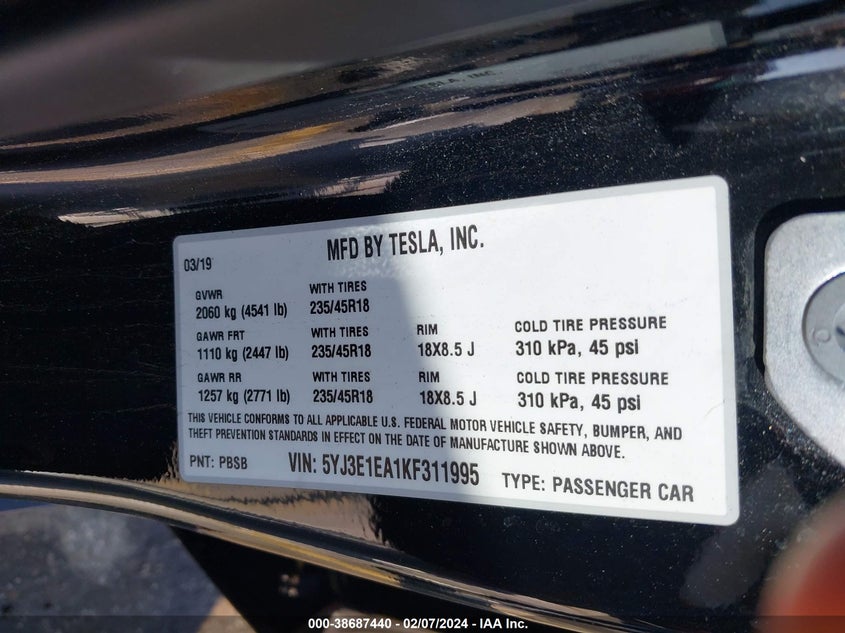 TESLA, INC.
MFD BY TESLA, INC.
03/19
GVWR WITH TIRES
2060 kg (4541 lb) 235/45R18
GAWR FRT WITH TIRES RIM COLD TIRE PRESSURE
1110 kg (2447 lb) 235/45R18 18X8.5 J 310 kPa, 45 psi
GAWR RR WITH TIRES RIM COLD TIRE PRESSURE
1257 kg (2771 lb) 235/45R18 18X8.5 J 310 kPa, 45 psi
THIS VEHICLE CONFORMS TO ALL APPLICABLE U.S. FEDERAL MOTOR VEHICLE SAFETY, BUMPER, AND
THEFT PREVENTION STANDARDS IN EFFECT ON THE DATE OF MANUFACTURE SHOWN ABOVE.
PNT: PBSB VIN: 5YJ3E1EA1KF311995 TYPE: PASSENGER CAR
000-38687440 — 02/07/2024 — IAA Inc.